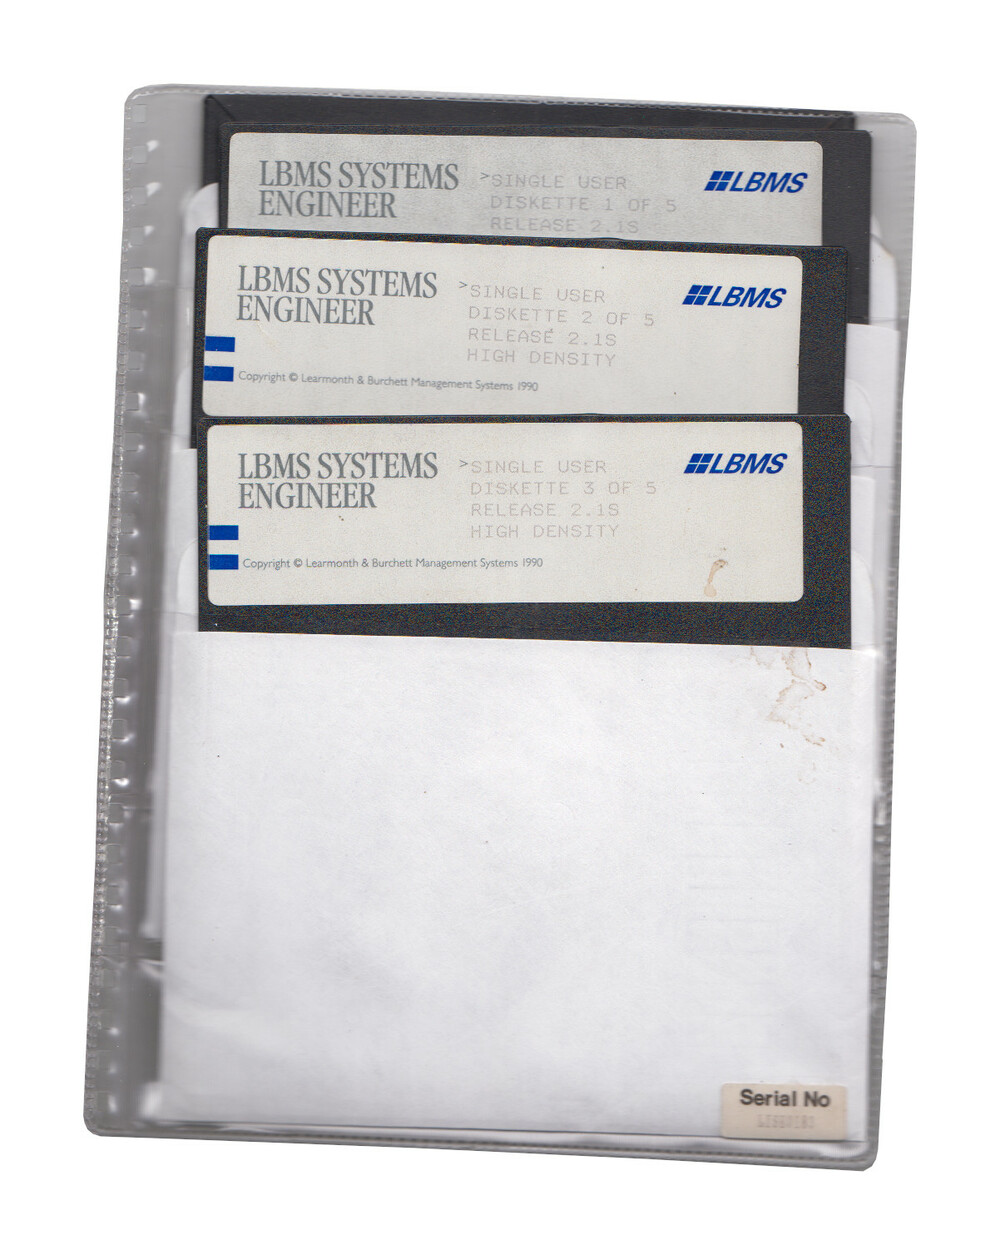 LBMS SYSTEMS
ENGINEER
>SINGLE USER
DISKETTE 1 OF 5
RELEASE 2.1S
LBMS
LBMS SYSTEMS
ENGINEER
>SINGLE USER
DISKETTE 2 OF 5
RELEASE 2.1S
HIGH DENSITY
LBMS
Copyright © Learmonth & Burchett Management Systems 1990
LBMS SYSTEMS
ENGINEER
>SINGLE USER
DISKETTE 3 OF 5
RELEASE 2.1S
HIGH DENSITY
LBMS
Copyright © Learmonth & Burchett Management Systems 1990
Serial No